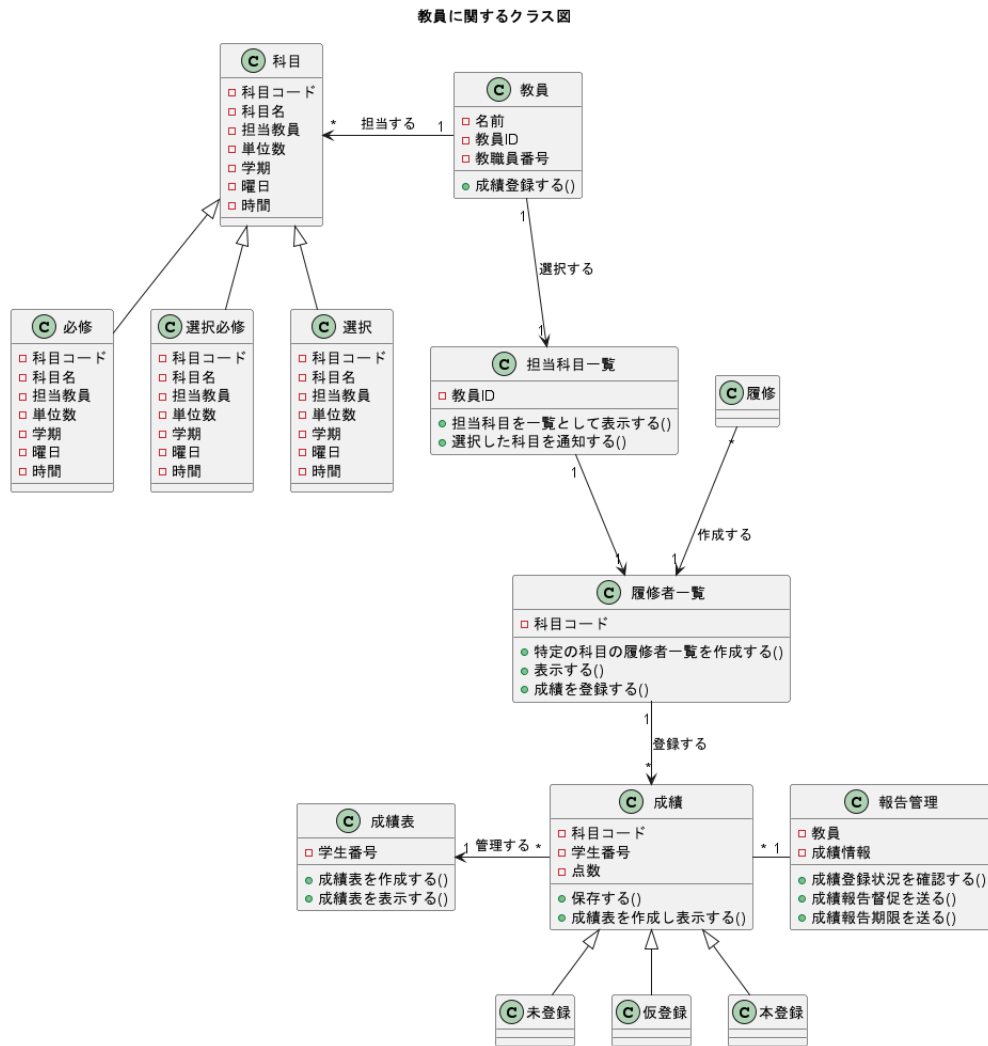 教員に関するクラス図
C 科目
科目コード
科目名
担当教員
単位数
学期
曜日
時間
* 担当する 1
C 教員
名前
教員ID
教職員番号
成績登録する()
1
選択する
1
C 必修
科目コード
科目名
担当教員
単位数
学期
曜日
時間
C 選択必修
科目コード
科目名
担当教員
単位数
学期
曜日
時間
C 選択
科目コード
科目名
担当教員
単位数
学期
曜日
時間
C 担当科目一覧
教員ID
担当科目を一覧として表示する()
選択した科目を通知する()
C 履修
1
1
*
作成する
1
C 履修者一覧
科目コード
特定の科目の履修者一覧を作成する()
表示する()
成績を登録する()
1
登録する
*
C 成績表
学生番号
成績表を作成する()
成績表を表示する()
1 管理する *
C 成績
科目コード
学生番号
点数
保存する()
成績表を作成し表示する()
* 1
C 報告管理
教員
成績情報
成績登録状況を確認する()
成績報告督促を送る()
成績報告期限を送る()
C 未登録
C 仮登録
C 本登録